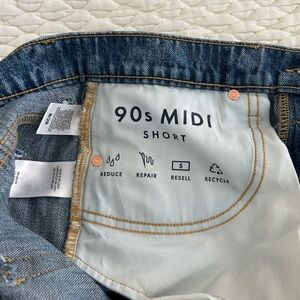 90s MIDI
SHORT
REDUCE REPAIR RESELL RECYCLE